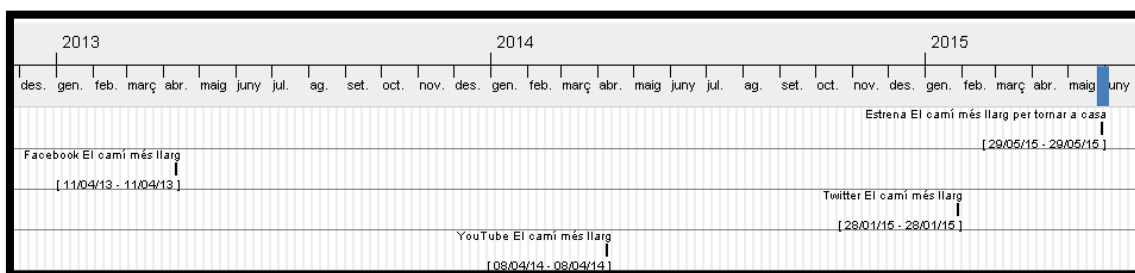 2013 2014 2015
des. gen. feb. març abr. maig juny jul. ag. set. oct. nov. des. gen. feb. març abr. maig juny jul. ag. set. oct. nov. des. gen. feb. març abr. maig juny
Estrena El camí més llarg per tornar a casa
[ 29/05/15 - 29/05/15 ]
Facebook El camí més llarg
[ 11/04/13 - 11/04/13 ]
Twitter El camí més llarg
[ 28/01/15 - 28/01/15 ]
YouTube El camí més llarg
[ 08/04/14 - 08/04/14 ]